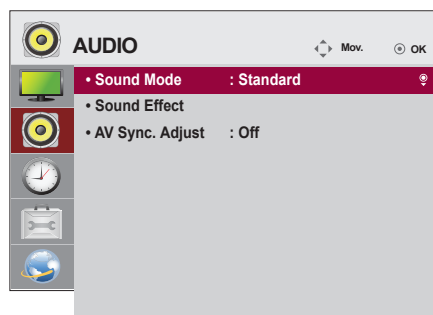 AUDIO Mov. OK
• Sound Mode : Standard
• Sound Effect
• AV Sync. Adjust : Off